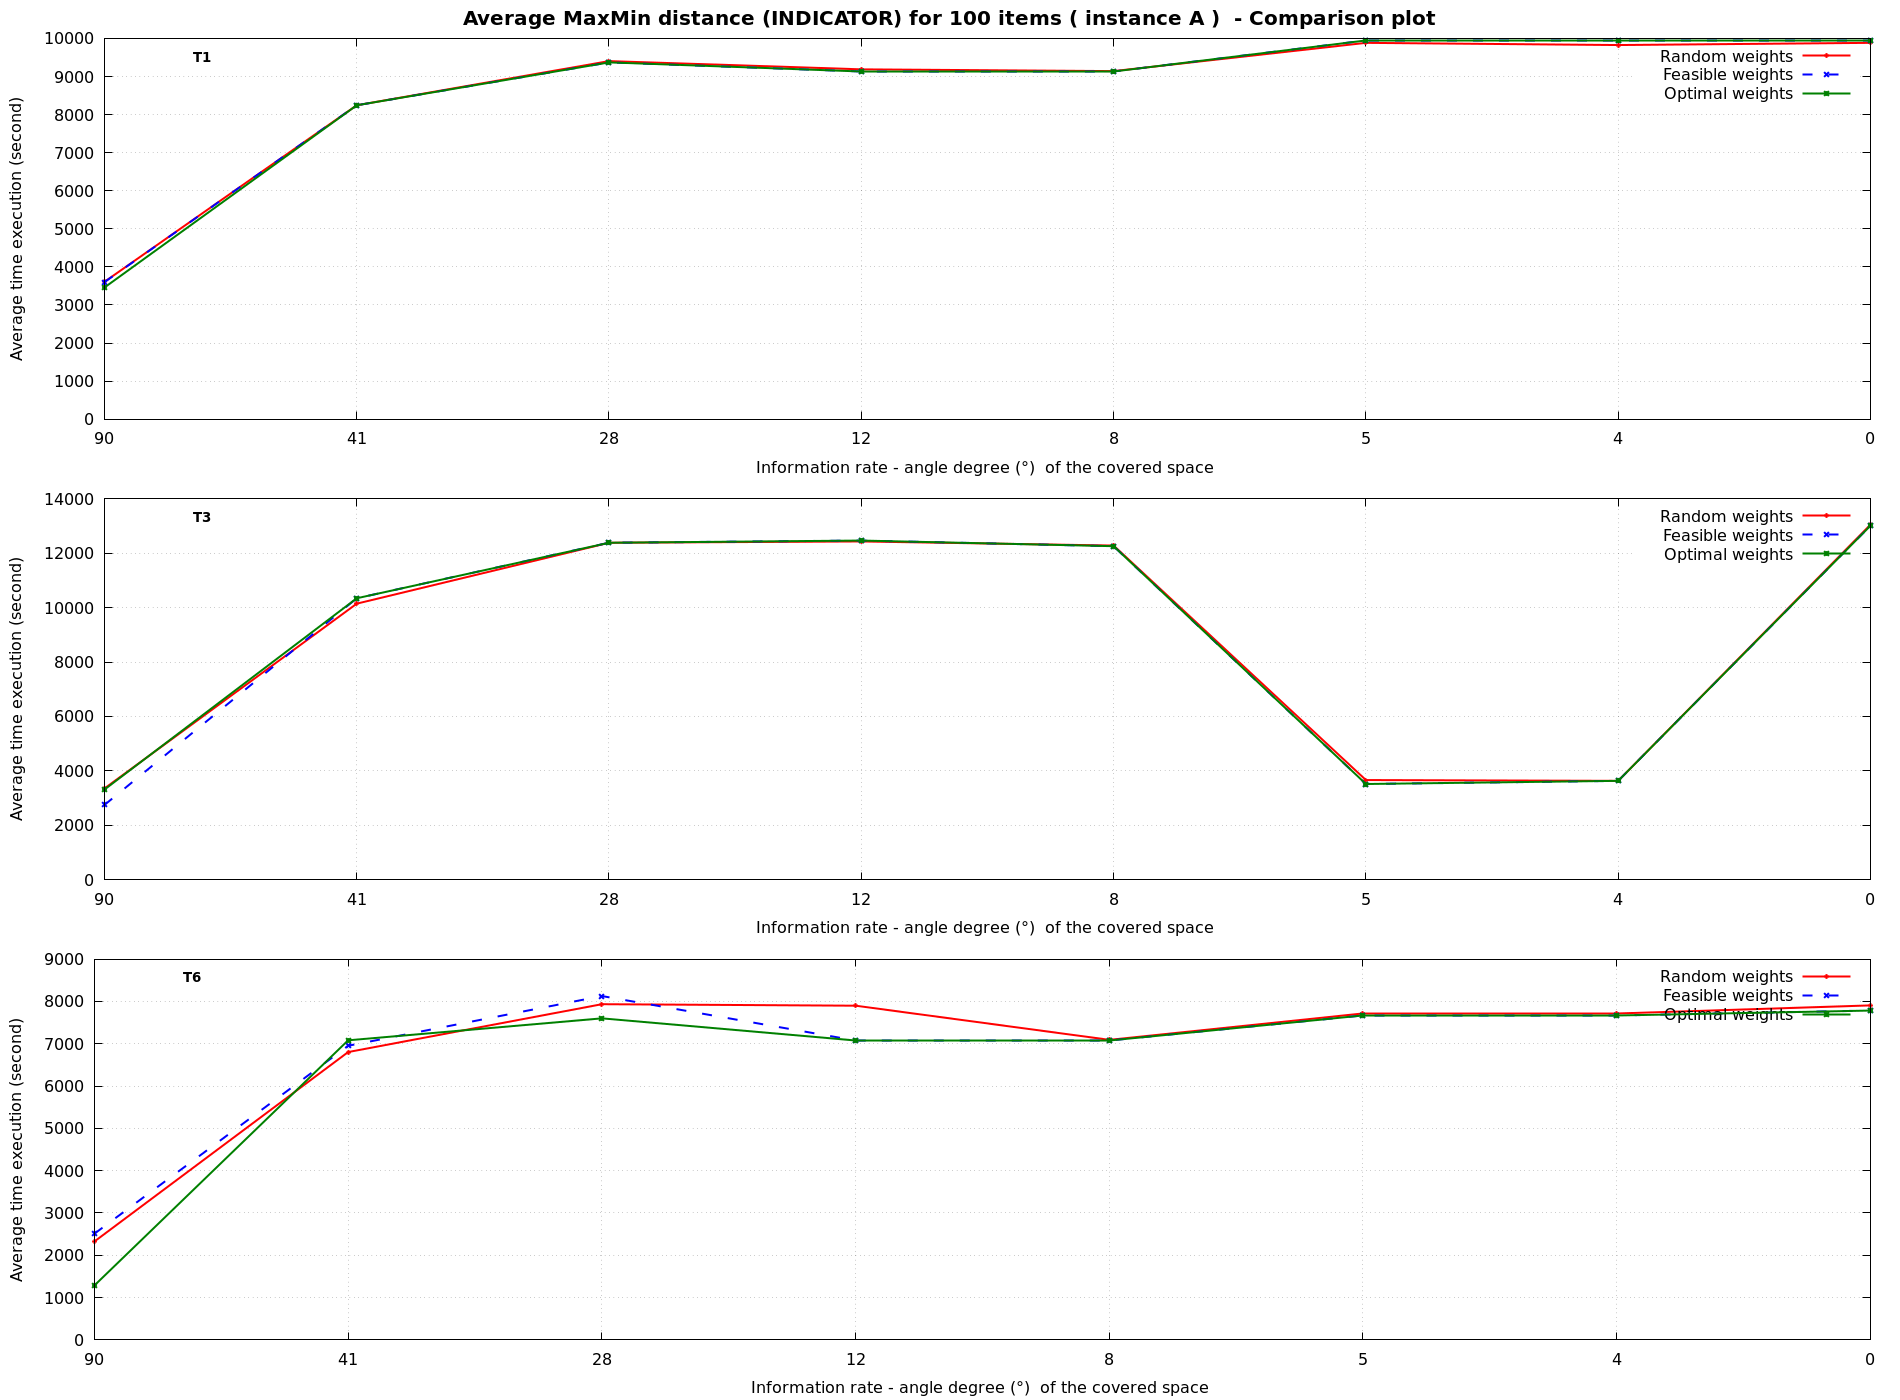 Average MaxMin distance (INDICATOR) for 100 items ( instance A )  - Comparison plot
10000
9000
8000
7000
6000
5000
4000
3000
2000
1000
0
Average time execution (second)
T1
Random weights
Feasible weights
Optimal weights
90 41 28 12 8 5 4 0
Information rate - angle degree (°)  of the covered space
14000
12000
10000
8000
6000
4000
2000
0
Average time execution (second)
T3
Random weights
Feasible weights
Optimal weights
90 41 28 12 8 5 4 0
Information rate - angle degree (°)  of the covered space
9000
8000
7000
6000
5000
4000
3000
2000
1000
0
Average time execution (second)
T6
Random weights
Feasible weights
Optimal weights
90 41 28 12 8 5 4 0
Information rate - angle degree (°)  of the covered space